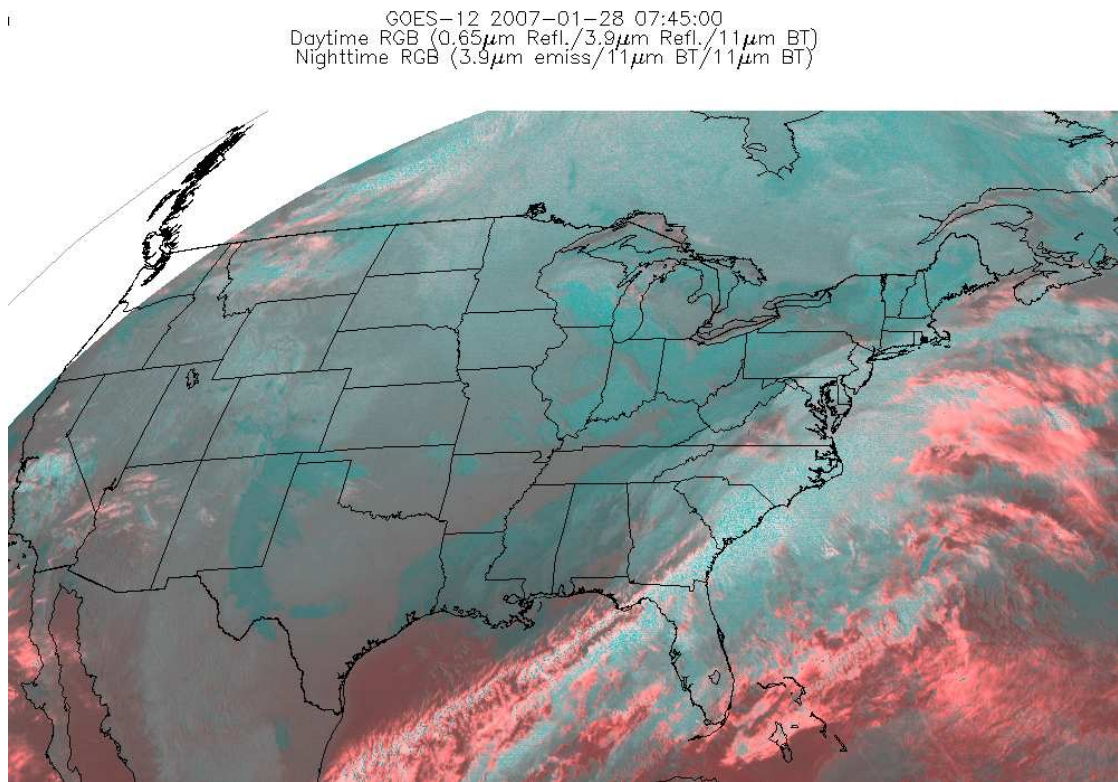 GOES-12 2007-01-28 07:45:00
Daytime RGB (0.65μm Refl./3.9μm Refl./11μm BT)
Nighttime RGB (3.9μm emiss/11μm BT/11μm BT)